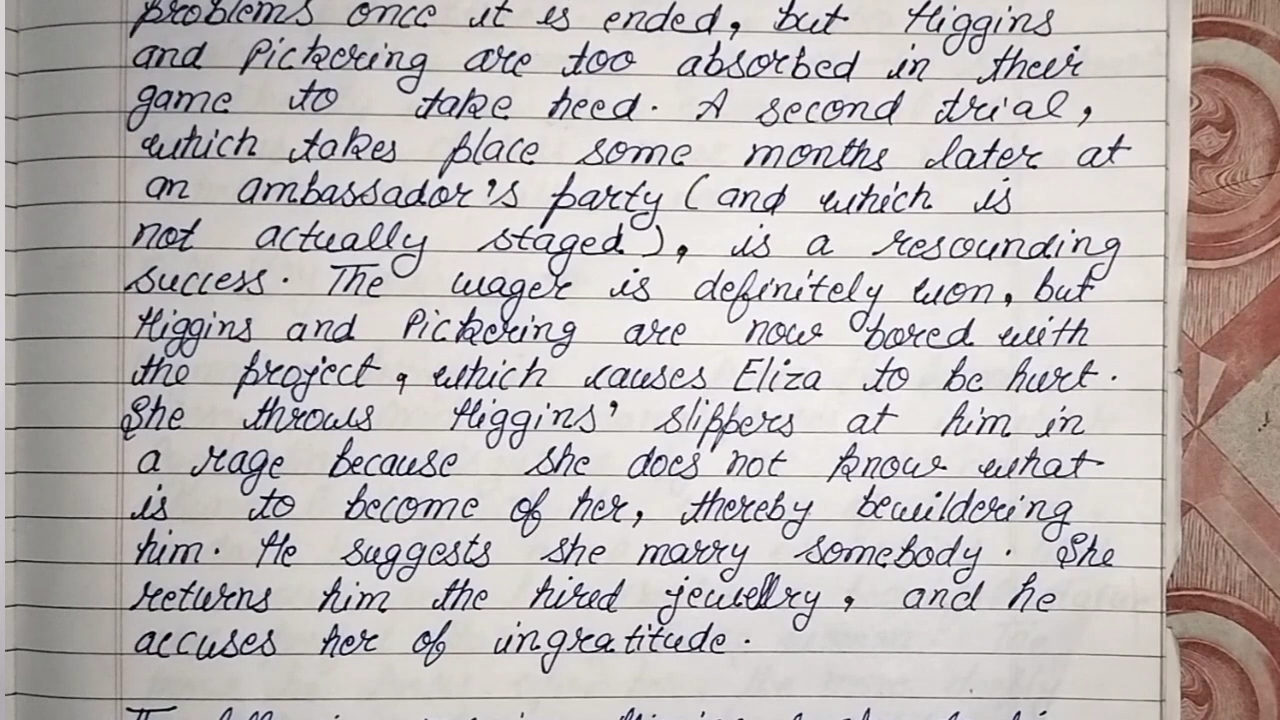 problems once it is ended, but Higgins
and Pickering are too absorbed in their
game to take heed. A second trial,
which takes place some months later at
an ambassador's party (and which is
not actually staged), is a resounding
success. The wager is definitely won, but
Higgins and Pickering are now bored with
the project, which causes Eliza to be hurt.
She throws Higgins' slippers at him in
a rage because she does not know what
is to become of her, thereby bewildering
him. He suggests she marry somebody. She
returns him the hired jewellry, and he
accuses her of ingratitude.